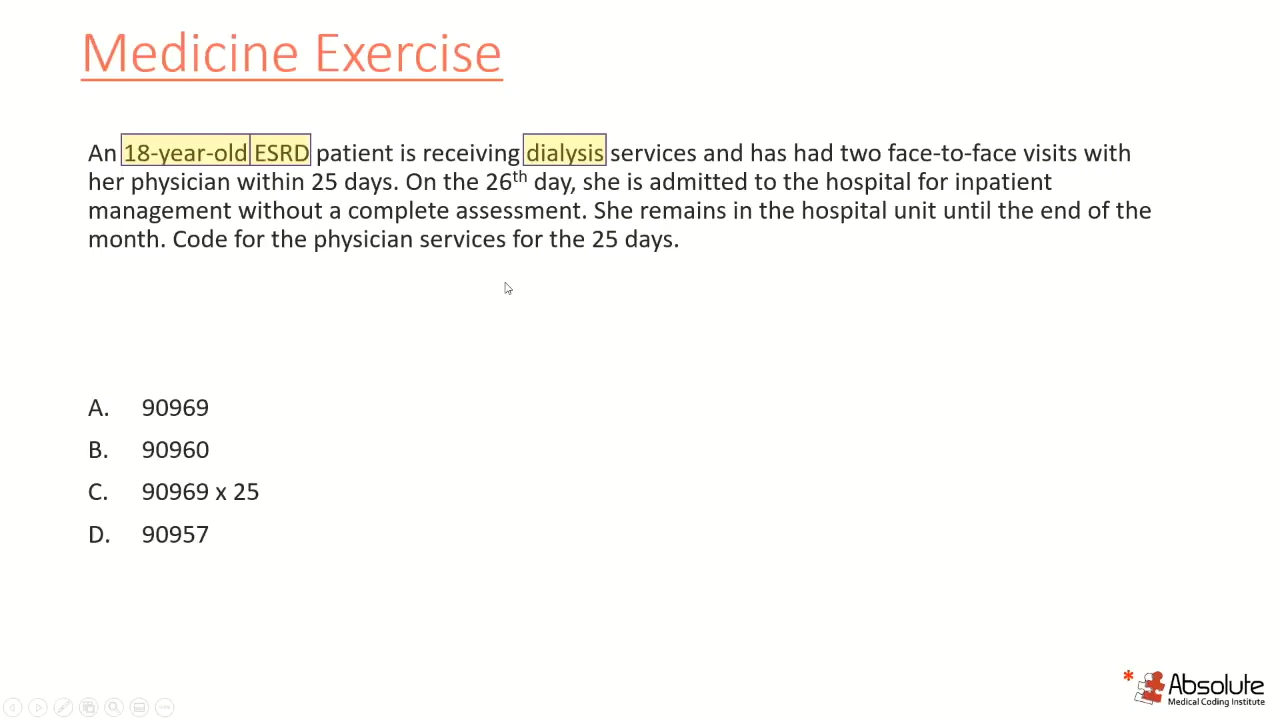 Medicine Exercise
An 18-year-old ESRD patient is receiving dialysis services and has had two face-to-face visits with
her physician within 25 days. On the 26th day, she is admitted to the hospital for inpatient
management without a complete assessment. She remains in the hospital unit until the end of the
month. Code for the physician services for the 25 days.
A. 90969
B. 90960
C. 90969 x 25
D. 90957
* Absolute
Medical Coding Institute